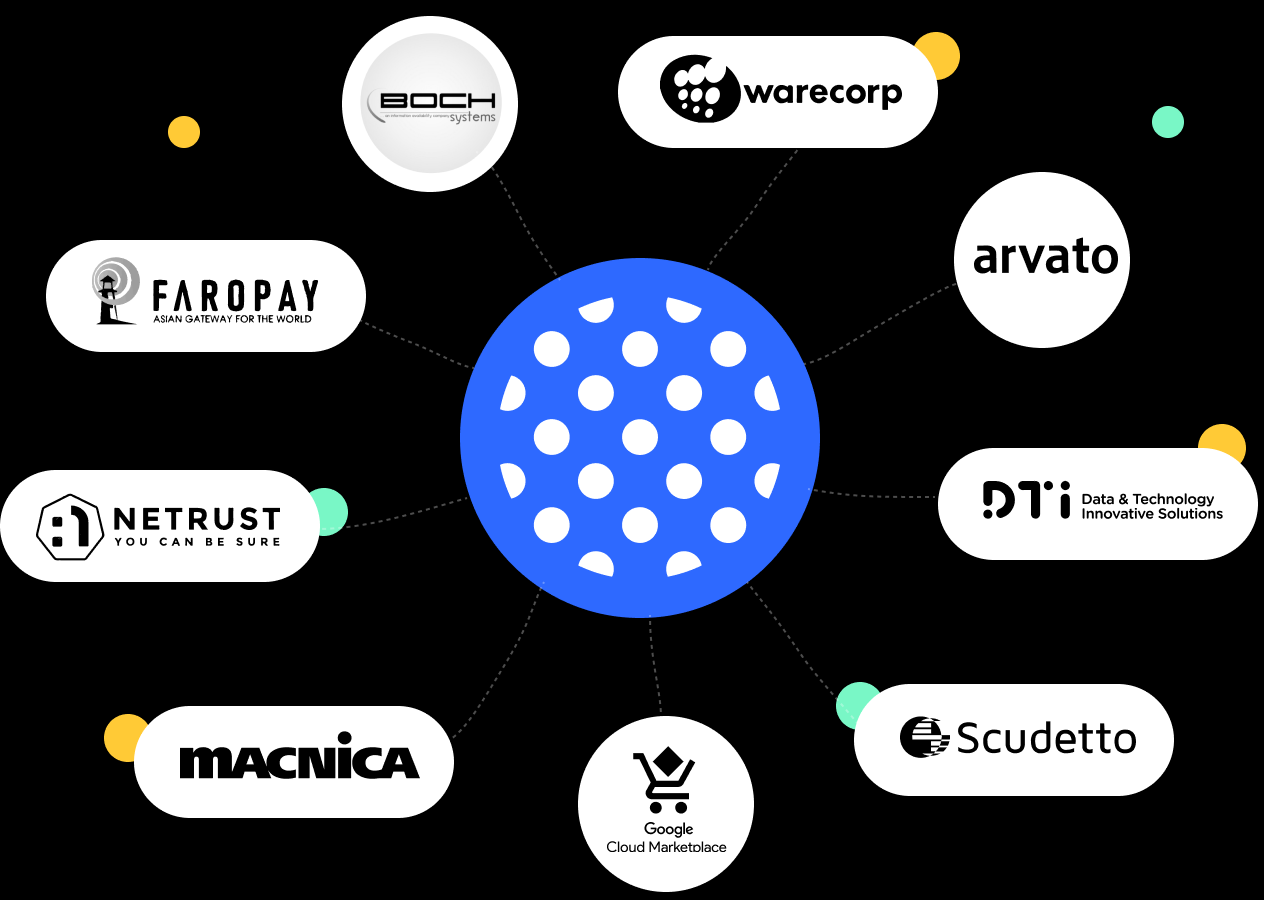 BOCH
an information availability company
systems
warecorp
arvato
FAROPAY
ASIAN GATEWAY FOR THE WORLD
DTi
Data & Technology
Innovative Solutions
NETRUST
YOU CAN BE SURE
Scudetto
MACNiCA
Google
Cloud Marketplace